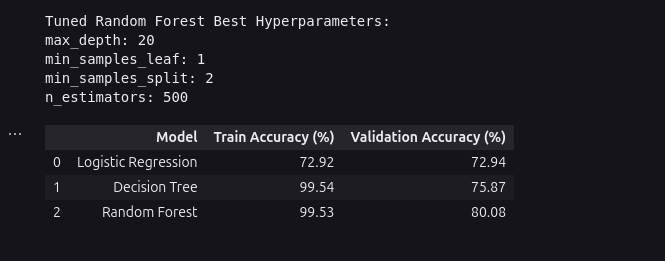 Tuned Random Forest Best Hyperparameters:
max_depth: 20
min_samples_leaf: 1
min_samples_split: 2
n_estimators: 500
...
Model Train Accuracy (%) Validation Accuracy (%)
0 Logistic Regression 72.92 72.94
1 Decision Tree 99.54 75.87
2 Random Forest 99.53 80.08